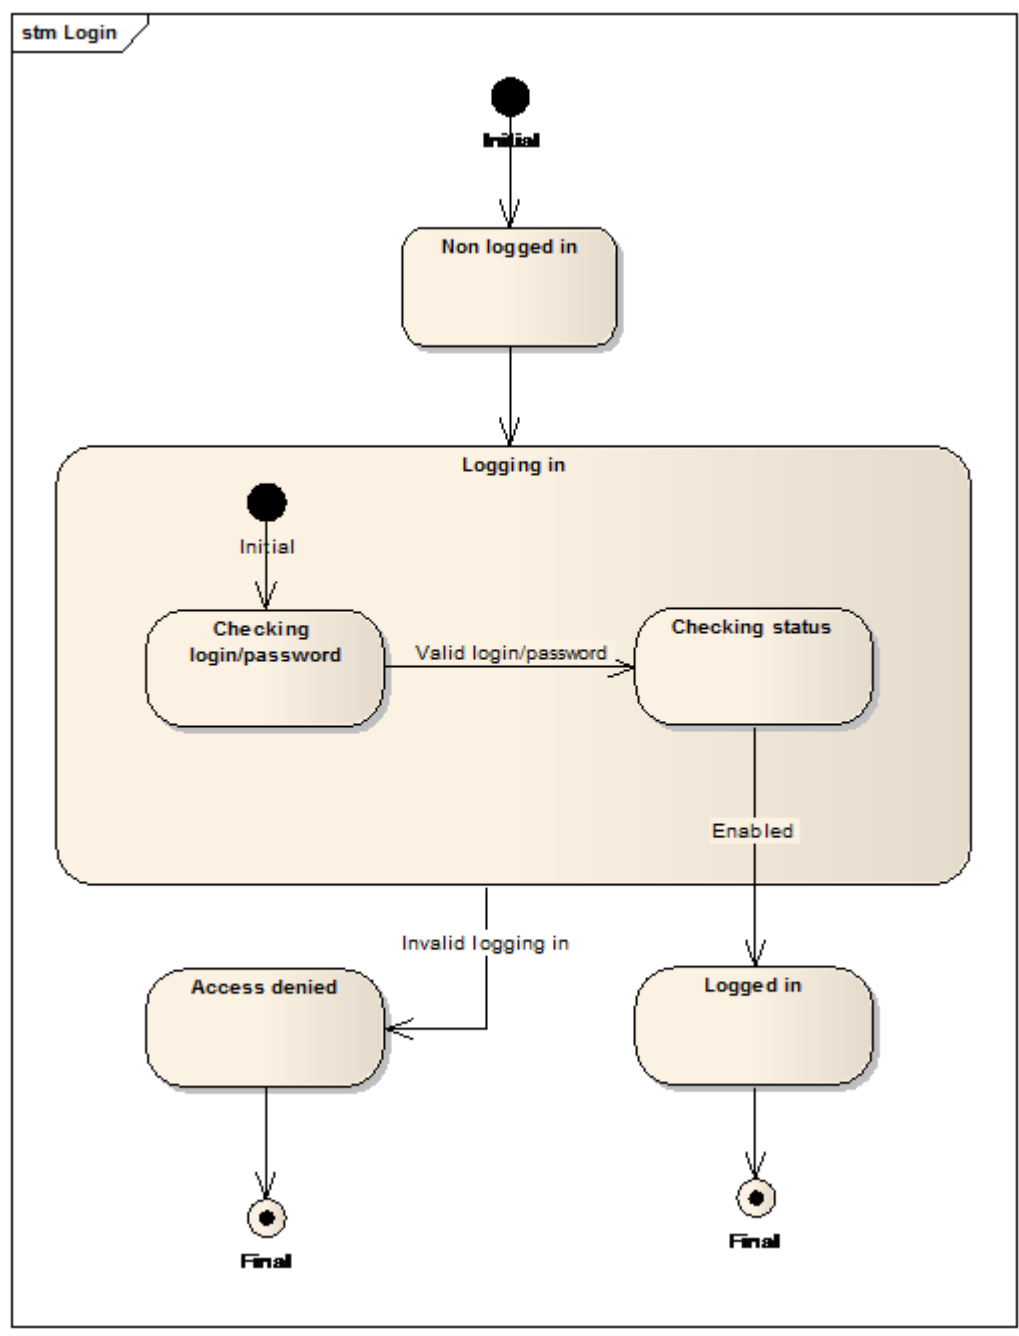 stm Login
Initial
Non logged in
Logging in
Initial
Checking
login/password
Valid login/password
Checking status
Enabled
Invalid logging in
Access denied
Logged in
Final
Final